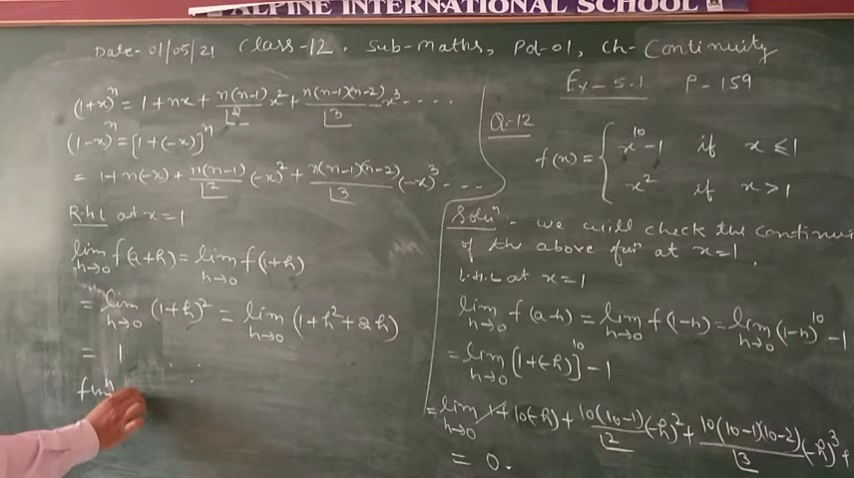 ALPINE INTERNATIONAL SCHOOL
Date- 01/05/21 Class-12. Sub-maths, Pd-01, Ch- Continuity
Ex-5.1 P-159
(1+x)^n = 1+nx+ n(n-1)/⌊2 x^2 + n(n-1)(n-2)/⌊3 x^3 ....
(1-x)^n = [1+(-x)]^n
= 1+n(-x)+ n(n-1)/⌊2 (-x)^2 + n(n-1)(n-2)/⌊3 (-x)^3 ....
R.h.L at x=1
lim h→0 f(a+h) = lim h→0 f(1+h)
= lim h→0 (1+h)^2 = lim h→0 (1+h^2+2h)
= 1
fun
Q.12
f(x) = { x^10 -1 if x ≤ 1
x^2 if x > 1
Soluⁿ - we will check the continui
of the above fuⁿ at x=1.
L.H.L at x=1
lim h→0 f(a-h) = lim h→0 f(1-h) = lim h→0 (1-h)^10 -1
= lim h→0 [1+(-h)]^10 -1
= lim h→0 1+10(-h)+ 10(10-1)/⌊2 (-h)^2 + 10(10-1)(10-2)/⌊3 (-h)^3 +
= 0.